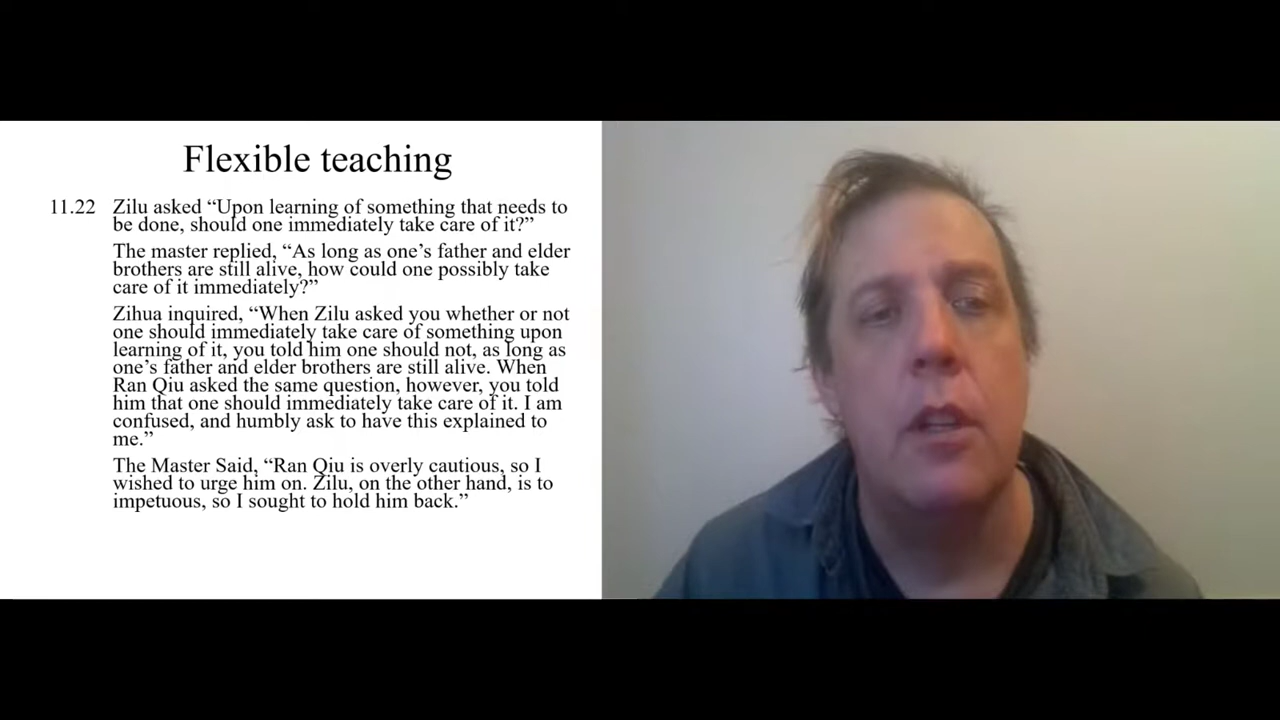 Flexible teaching
11.22 Zilu asked “Upon learning of something that needs to
be done, should one immediately take care of it?”
The master replied, “As long as one’s father and elder
brothers are still alive, how could one possibly take
care of it immediately?”
Zihua inquired, “When Zilu asked you whether or not
one should immediately take care of something upon
learning of it, you told him one should not, as long as
one’s father and elder brothers are still alive. When
Ran Qiu asked the same question, however, you told
him that one should immediately take care of it. I am
confused, and humbly ask to have this explained to
me.”
The Master Said, “Ran Qiu is overly cautious, so I
wished to urge him on. Zilu, on the other hand, is to
impetuous, so I sought to hold him back.”